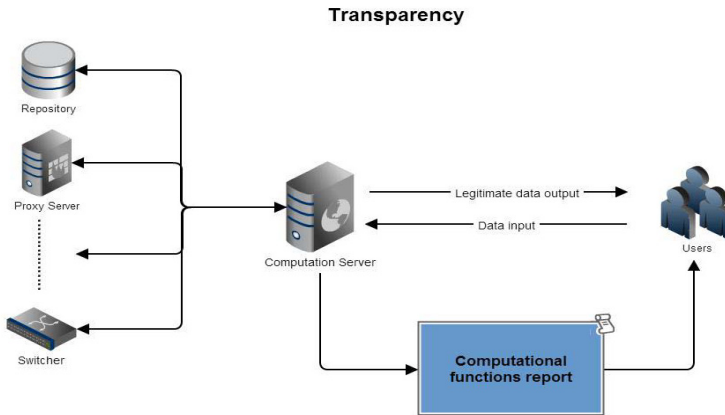 Transparency
Repository
Proxy Server
Switcher
Computation Server
Legitimate data output
Data input
Users
Computational
functions report